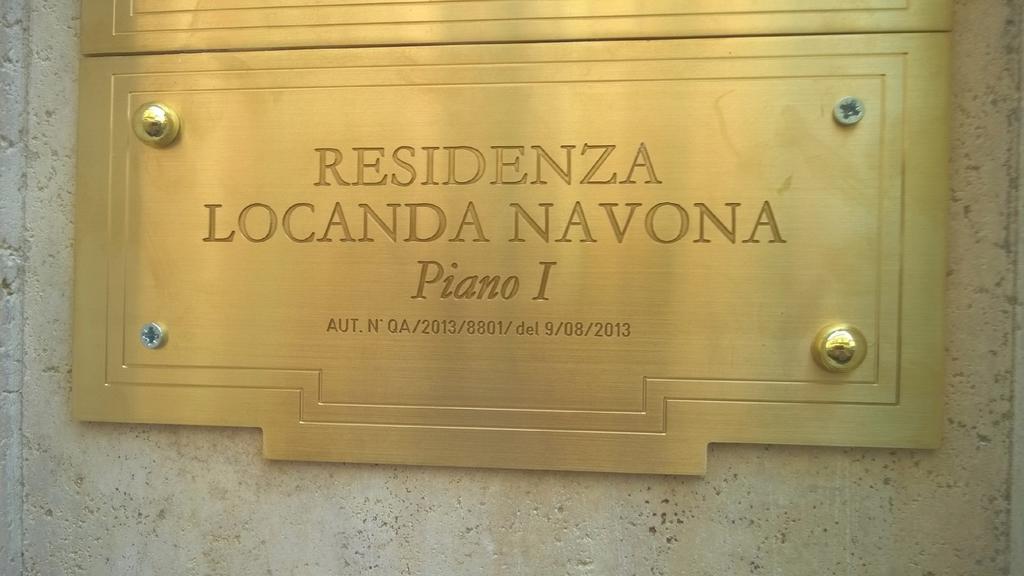 RESIDENZA
LOCANDA NAVONA
Piano I
AUT. N° QA/2013/8801/ del 9/08/2013